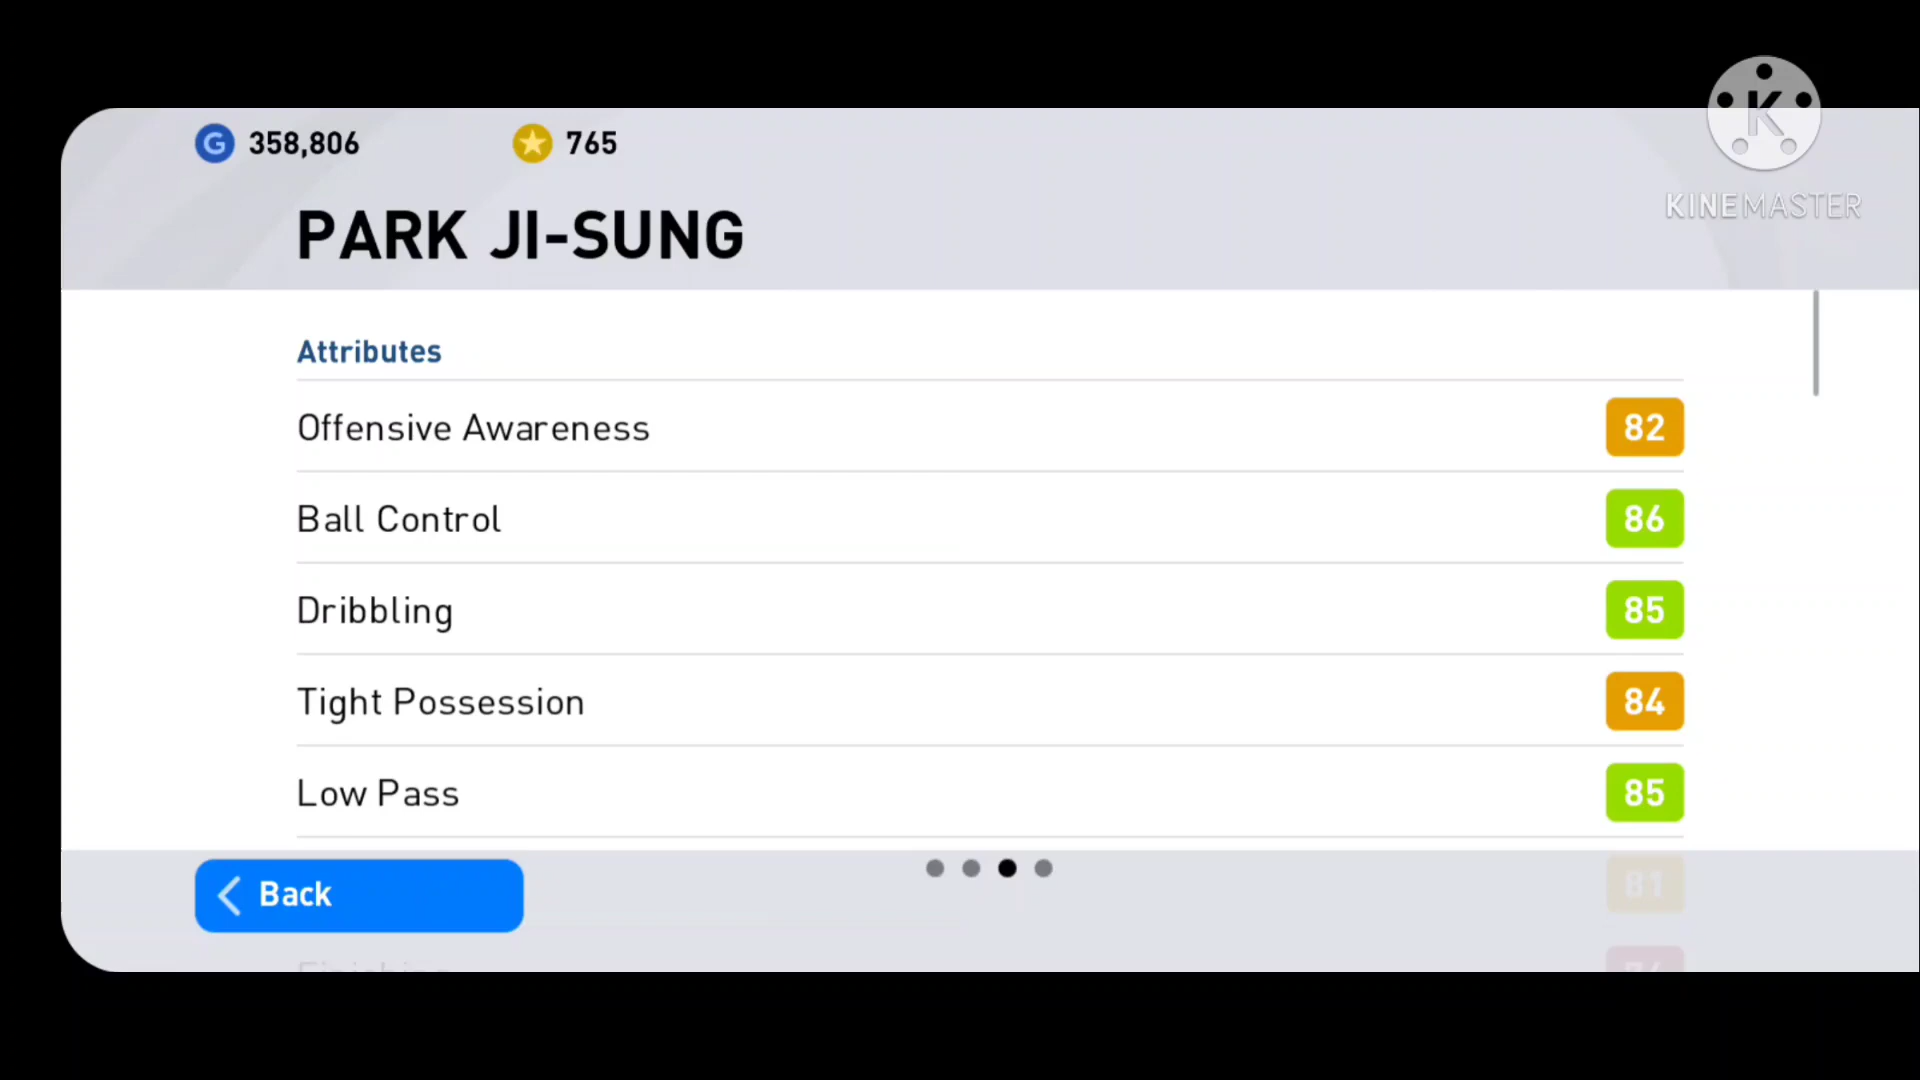 G 358,806 765
K
KINEMASTER
PARK JI-SUNG
Attributes
Offensive Awareness 82
Ball Control 86
Dribbling 85
Tight Possession 84
Low Pass 85
81
Back